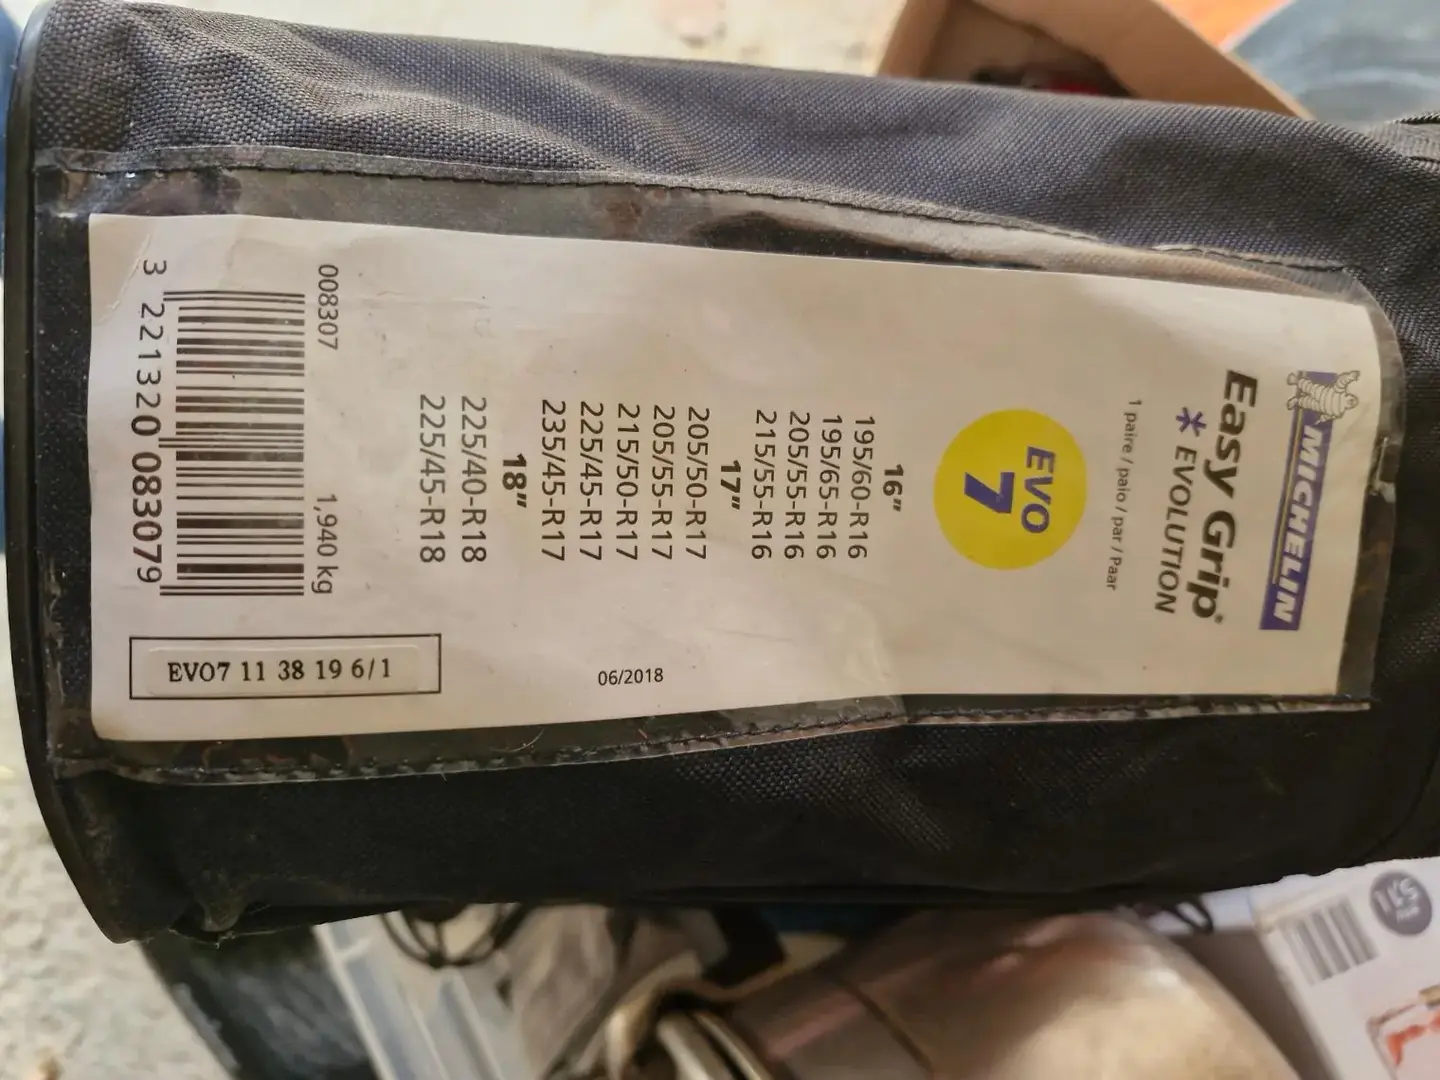 MICHELIN
Easy Grip®
* EVOLUTION
1 paire / paio / par / Paar
EVO
7
16"
195/60-R16
195/65-R16
205/55-R16
215/55-R16
17"
205/50-R17
205/55-R17
215/50-R17
225/45-R17
235/45-R17
18"
225/40-R18
225/45-R18
06/2018
008307
1,940 kg
3 221320 083079
EVO7 11 38 19 6/1
5,1L